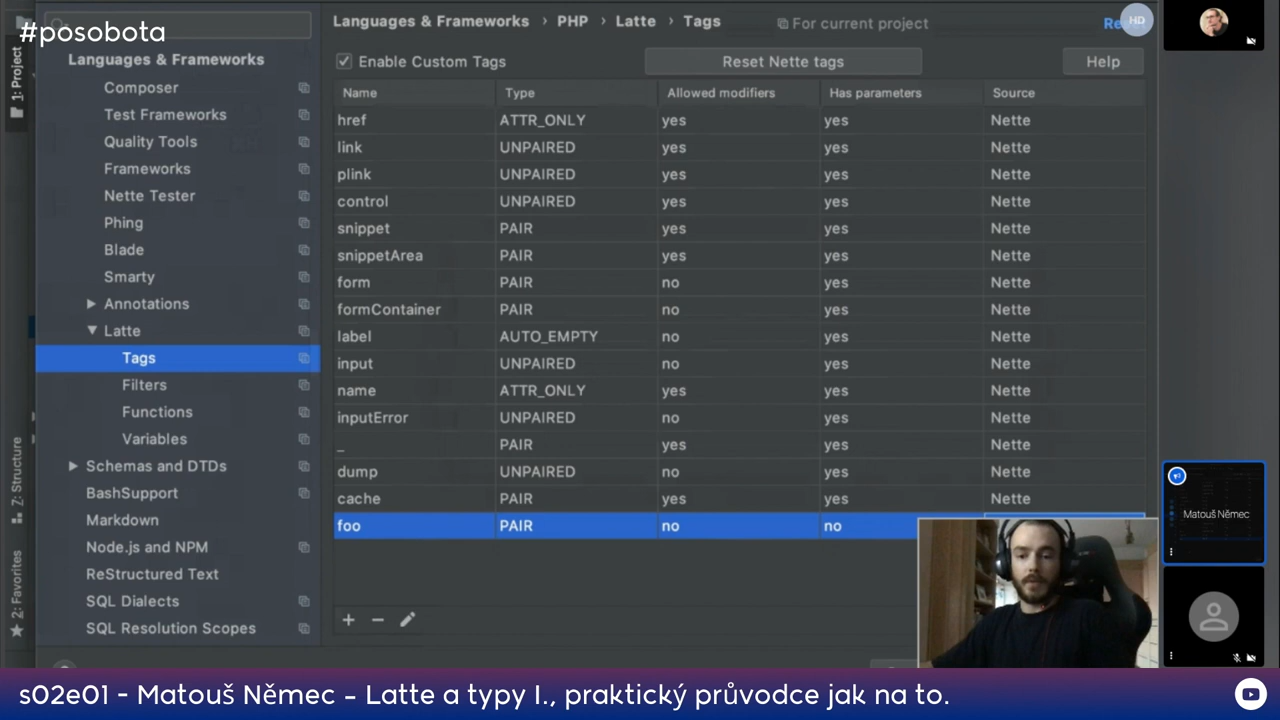 #posobota
1: Project
Z: Structure
2: Favorites
Languages & Frameworks
Composer
Test Frameworks
Quality Tools
Frameworks
Nette Tester
Phing
Blade
Smarty
Annotations
Latte
Tags
Filters
Functions
Variables
Schemas and DTDs
BashSupport
Markdown
Node.js and NPM
ReStructured Text
SQL Dialects
SQL Resolution Scopes
Languages & Frameworks › PHP › Latte › Tags For current project
HD
Enable Custom Tags Reset Nette tags Help
Name Type Allowed modifiers Has parameters Source
href ATTR_ONLY yes yes Nette
link UNPAIRED yes yes Nette
plink UNPAIRED yes yes Nette
control UNPAIRED yes yes Nette
snippet PAIR yes yes Nette
snippetArea PAIR yes yes Nette
form PAIR no yes Nette
formContainer PAIR no yes Nette
label AUTO_EMPTY no yes Nette
input UNPAIRED no yes Nette
name ATTR_ONLY yes yes Nette
inputError UNPAIRED no yes Nette
_ PAIR yes yes Nette
dump UNPAIRED no yes Nette
cache PAIR yes yes Nette
foo PAIR no no
Matouš Němec
s02e01 - Matouš Němec - Latte a typy I., praktický průvodce jak na to.